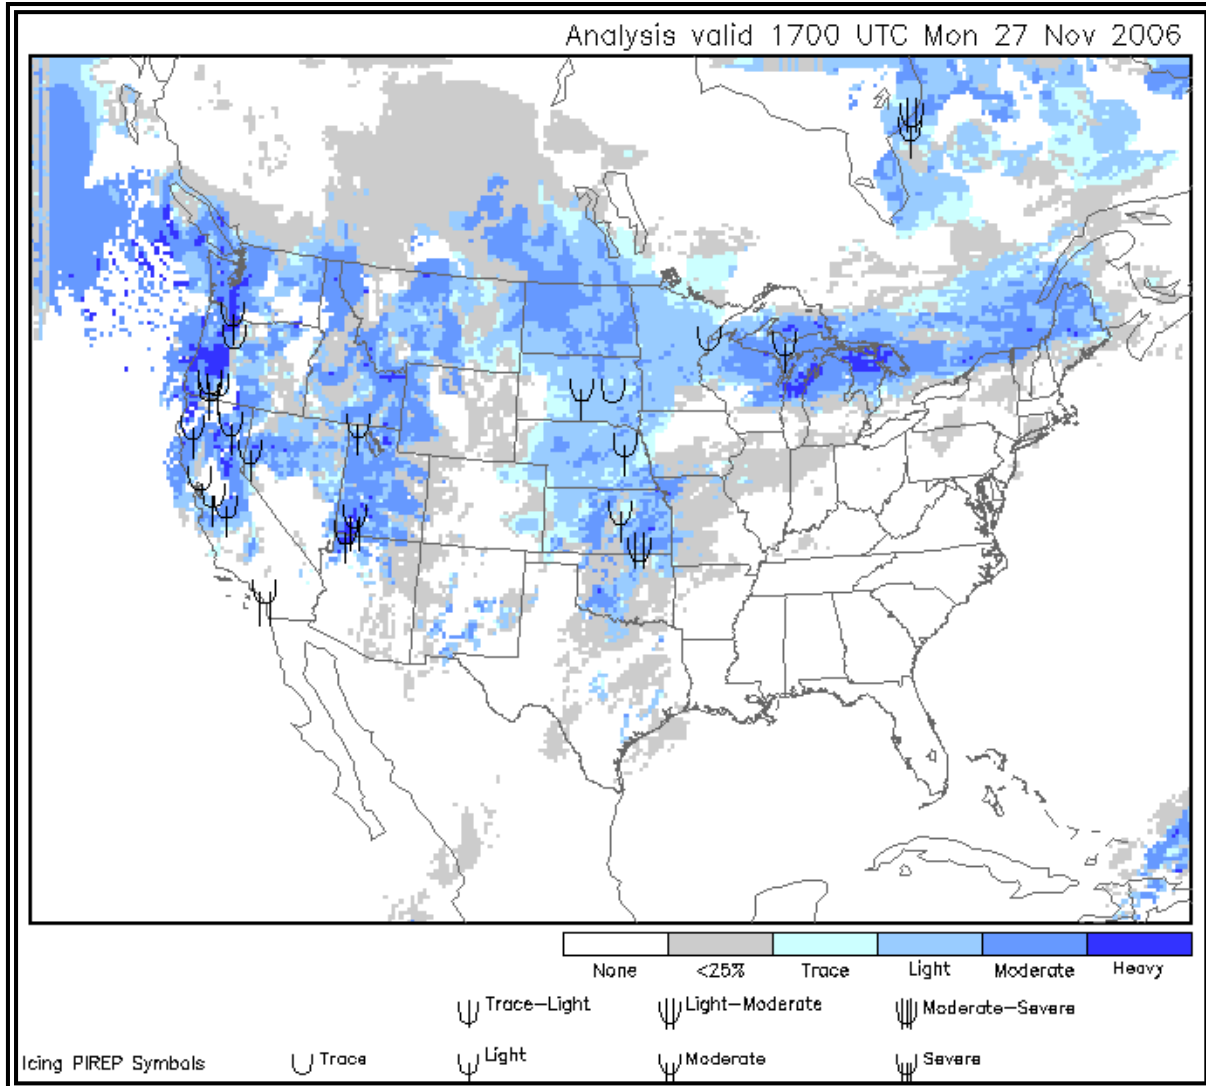 Analysis valid 1700 UTC Mon 27 Nov 2006
None <25% Trace Light Moderate Heavy
Trace-Light Light-Moderate Moderate-Severe
Icing PIREP Symbols Trace Light Moderate Severe